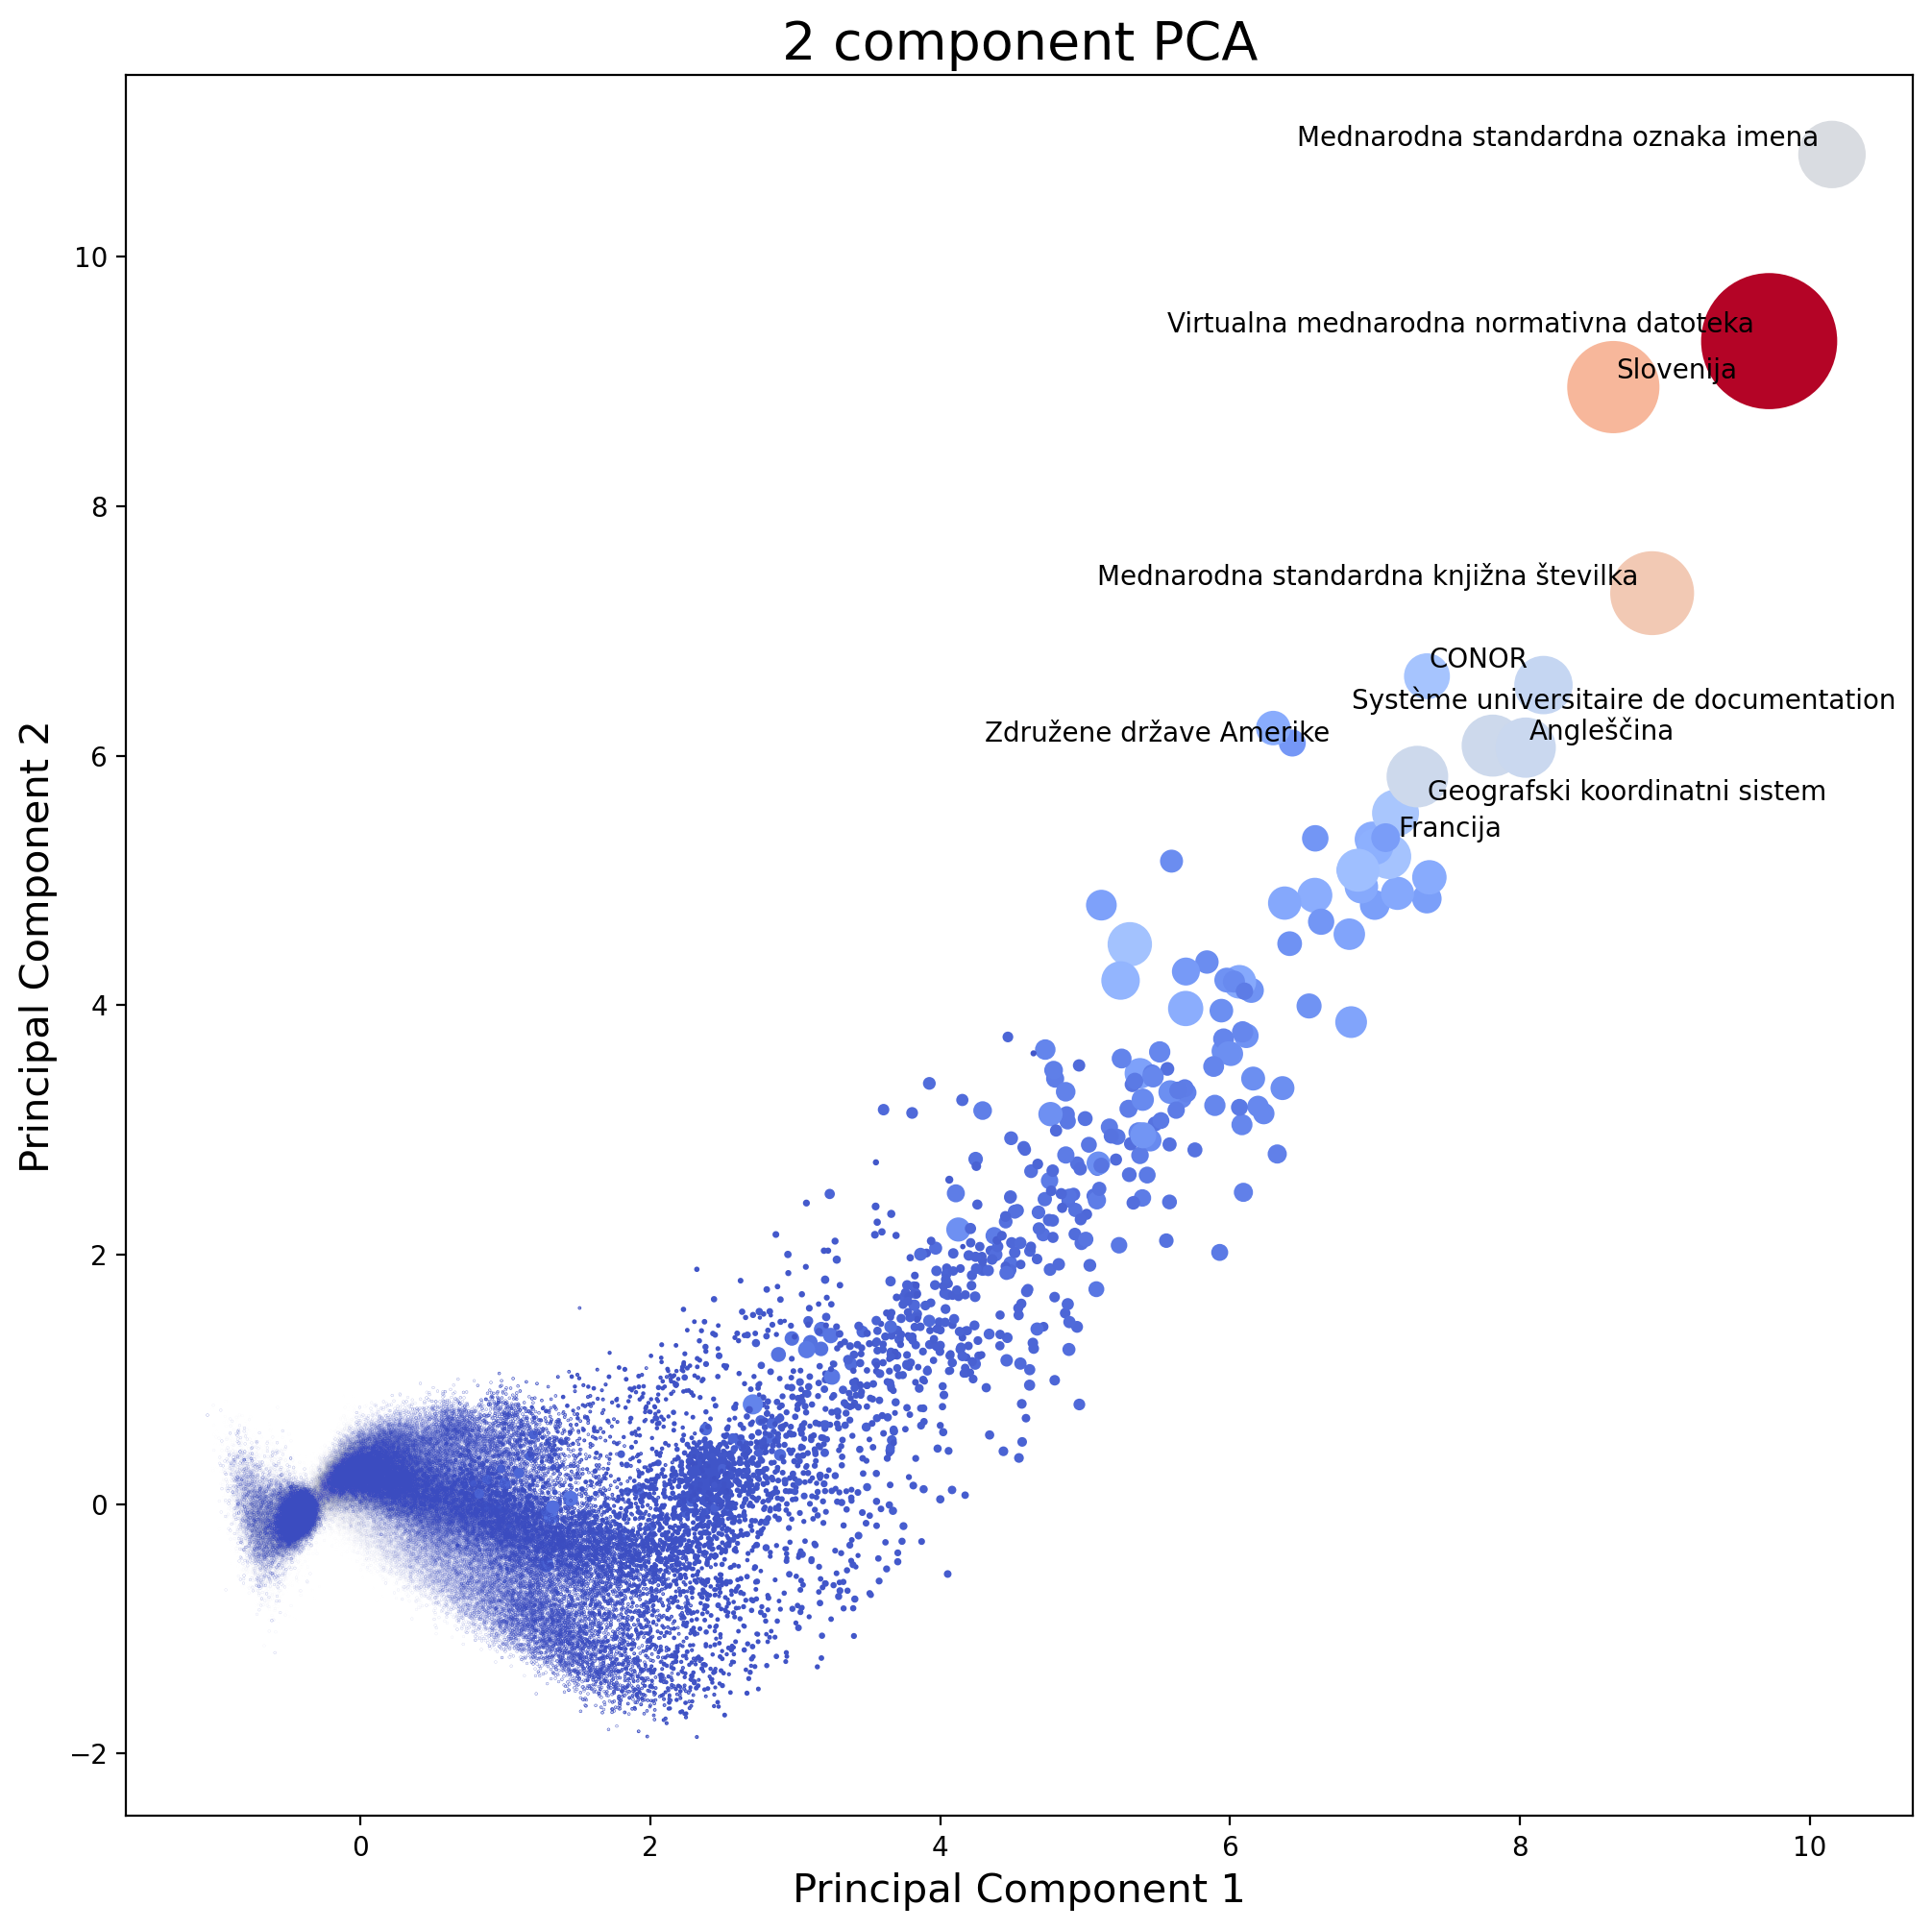 2 component PCA
Mednarodna standardna oznaka imena
Virtualna mednarodna normativna datoteka
Slovenija
Mednarodna standardna knjižna številka
CONOR
Système universitaire de documentation
Združene države Amerike
Angleščina
Geografski koordinatni sistem
Francija
Principal Component 2
10
8
6
4
2
0
−2
0 2 4 6 8 10
Principal Component 1